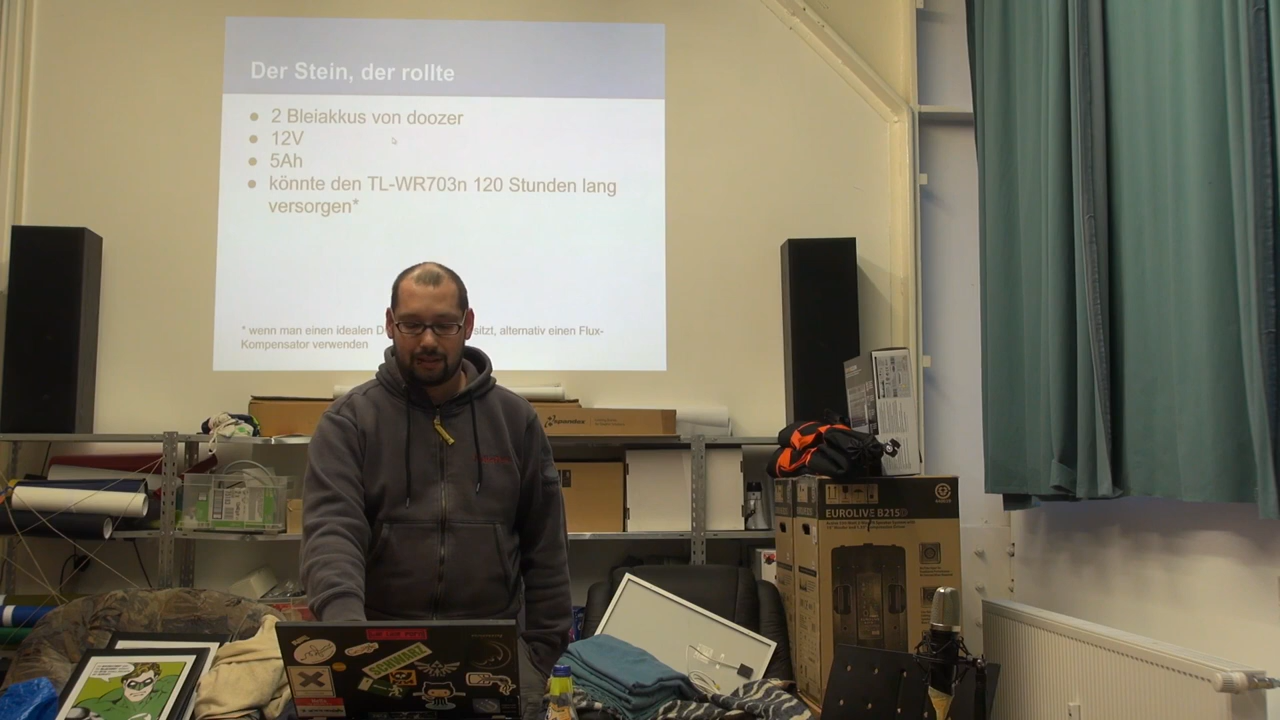 Der Stein, der rollte
● 2 Bleiakkus von doozer
● 12V
● 5Ah
● könnte den TL-WR703n 120 Stunden lang
versorgen*
* wenn man einen idealen D sitzt, alternativ einen Flux-
Kompensator verwenden
EUROLIVE B215D
SCHWARZ